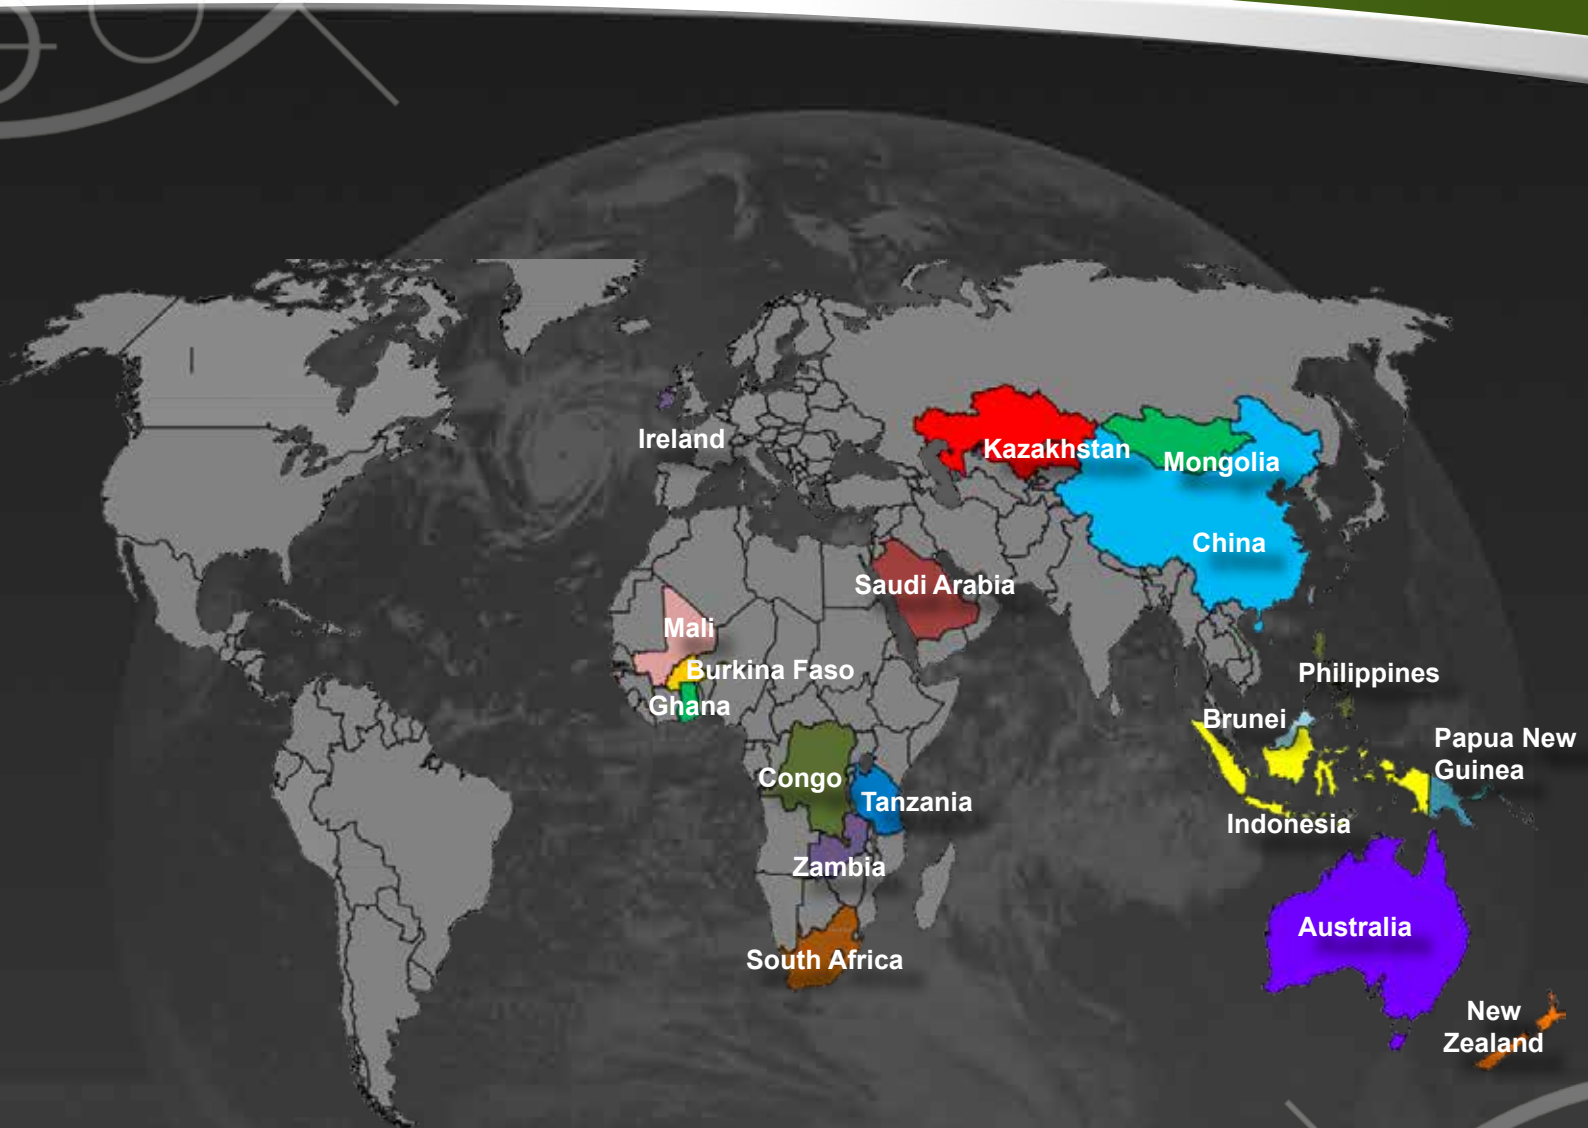 Ireland
Kazakhstan
Mongolia
China
Saudi Arabia
Mali
Burkina Faso
Ghana
Philippines
Brunei
Papua New
Guinea
Congo
Tanzania
Indonesia
Zambia
Australia
South Africa
New
Zealand